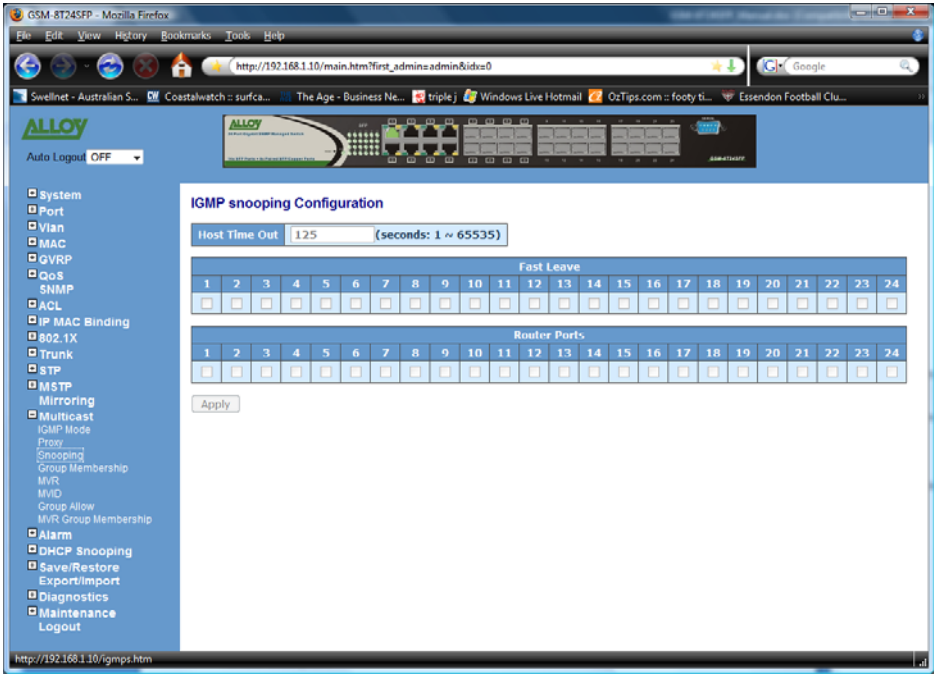 GSM-8T24SFP - Mozilla Firefox
File Edit View History Bookmarks Tools Help
http://192.168.1.10/main.htm?first_admin=admin&idx=0
G Google
Swellnet - Australian S... CW Coastalwatch :: surfca... The Age - Business Ne... triple j Windows Live Hotmail OzTips.com :: footy ti... Essendon Football Clu...
ALLOY
Auto Logout OFF
ALLOY
SFP
GSM-8T24SFP
System
Port
Vlan
MAC
GVRP
QoS
SNMP
ACL
IP MAC Binding
802.1X
Trunk
STP
MSTP
Mirroring
Multicast
IGMP Mode
Proxy
Snooping
Group Membership
MVR
MVID
Group Allow
MVR Group Membership
Alarm
DHCP Snooping
Save/Restore
Export/Import
Diagnostics
Maintenance
Logout
IGMP snooping Configuration
Host Time Out 125 (seconds: 1 ~ 65535)
Fast Leave
1 2 3 4 5 6 7 8 9 10 11 12 13 14 15 16 17 18 19 20 21 22 23 24
Router Ports
1 2 3 4 5 6 7 8 9 10 11 12 13 14 15 16 17 18 19 20 21 22 23 24
Apply
http://192.168.1.10/igmps.htm